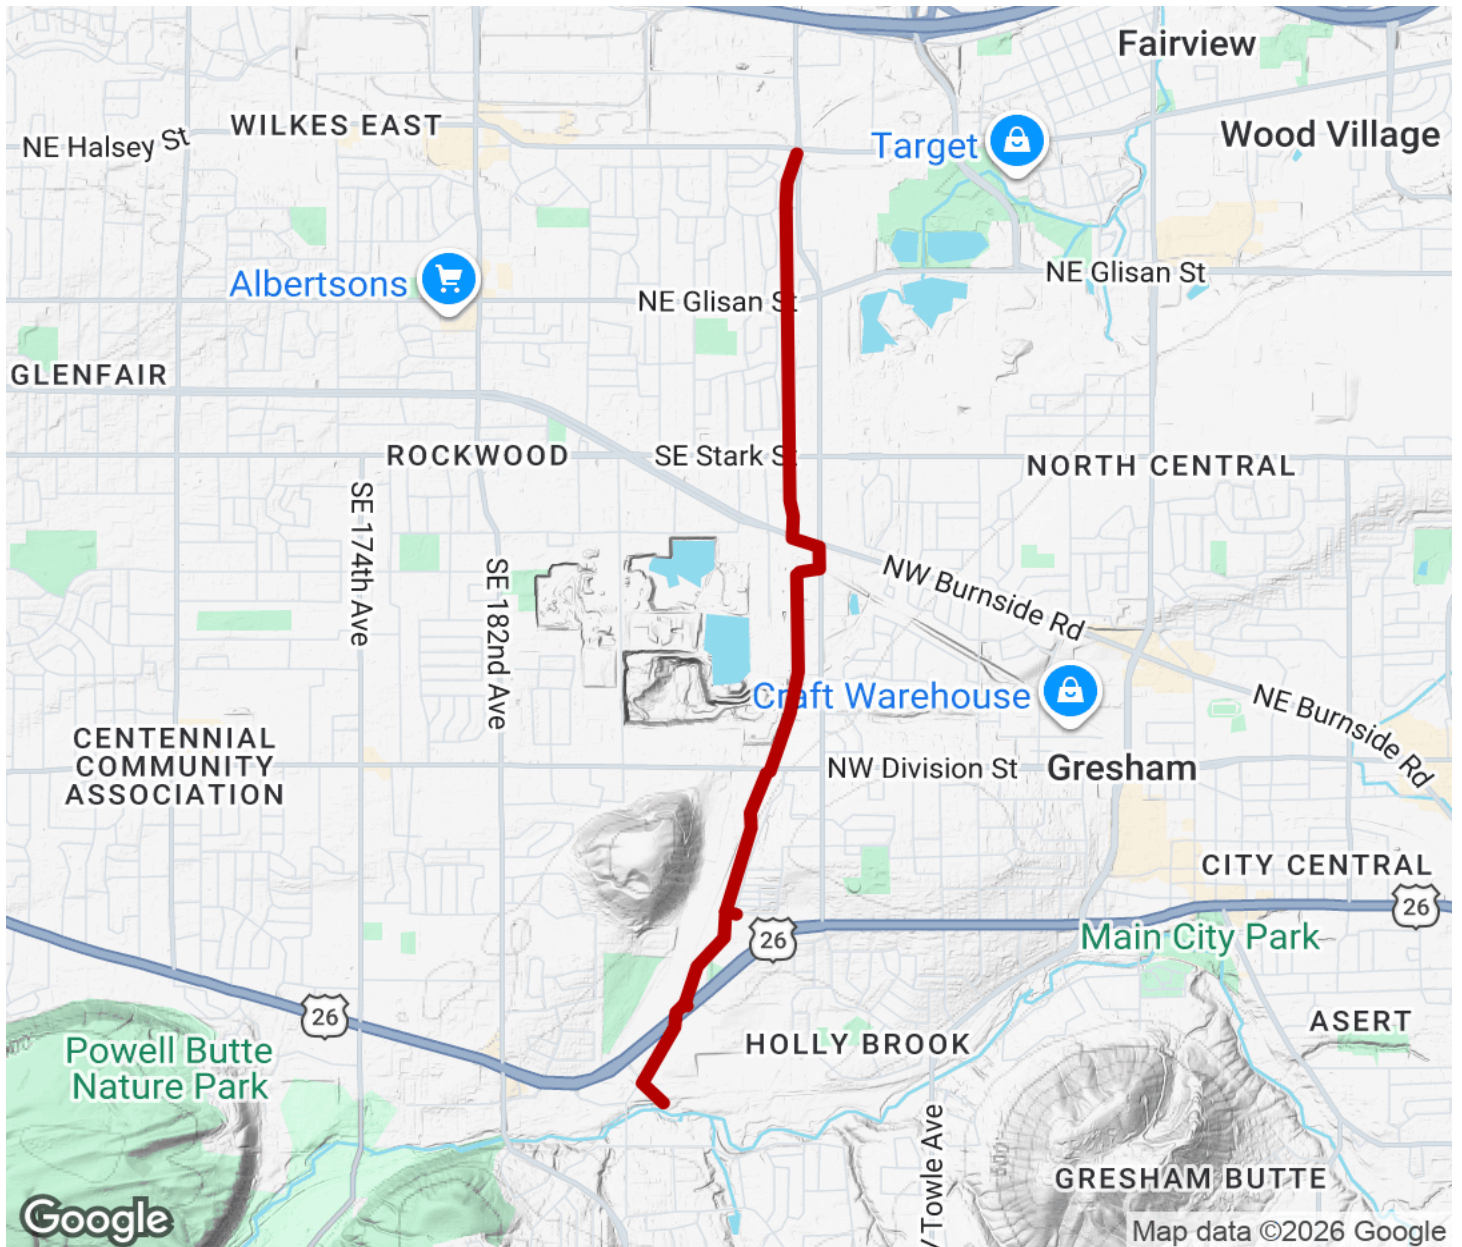 Fairview
WILKES EAST
NE Halsey St
Target
Wood Village
Albertsons
NE Glisan St
NE Glisan St
GLENFAIR
ROCKWOOD
SE Stark S
NORTH CENTRAL
SE 174th Ave
SE 182nd Ave
NW Burnside Rd
Craft Warehouse
NE Burnside Rd
CENTENNIAL
COMMUNITY
ASSOCIATION
NW Division St
Gresham
CITY CENTRAL
26
26
26
Main City Park
ASERT
HOLLY BROOK
Powell Butte
Nature Park
Towle Ave
GRESHAM BUTTE
Google
Map data ©2026 Google